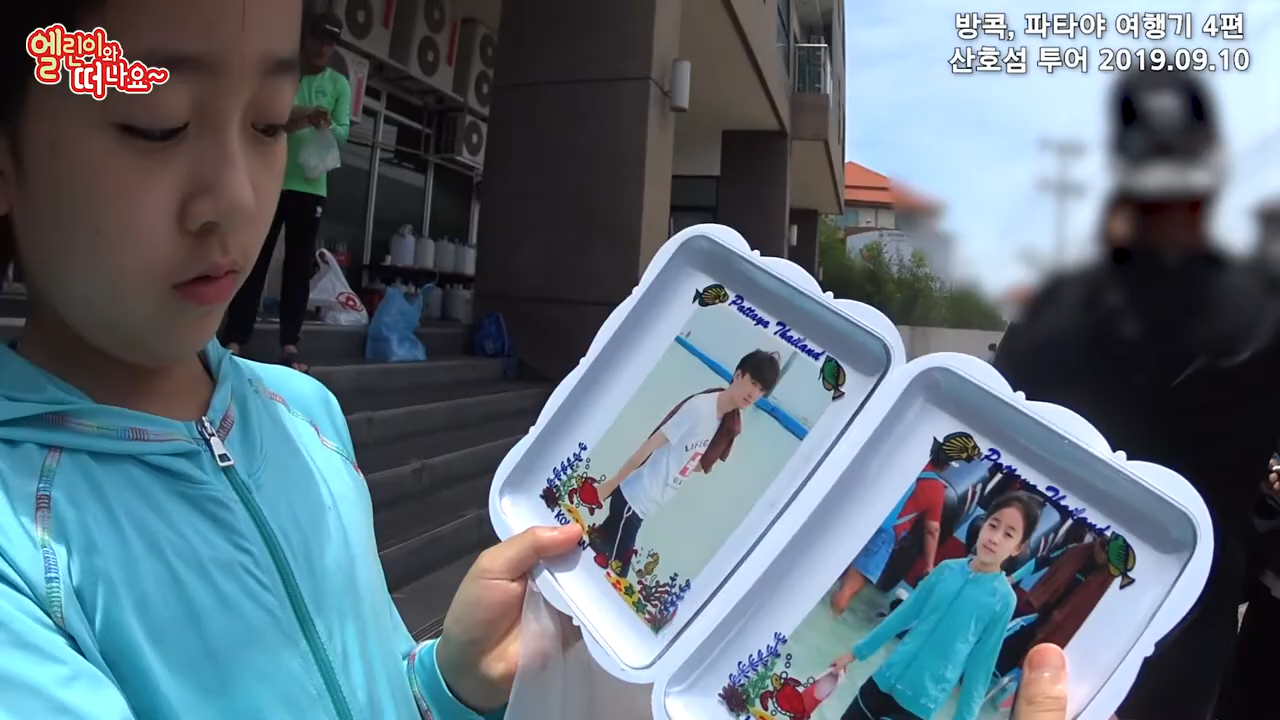 엘린이와
떠나요~
방콕, 파타야 여행기 4편
산호섬 투어 2019.09.10
Pattaya Thailand
Pattaya Thailand